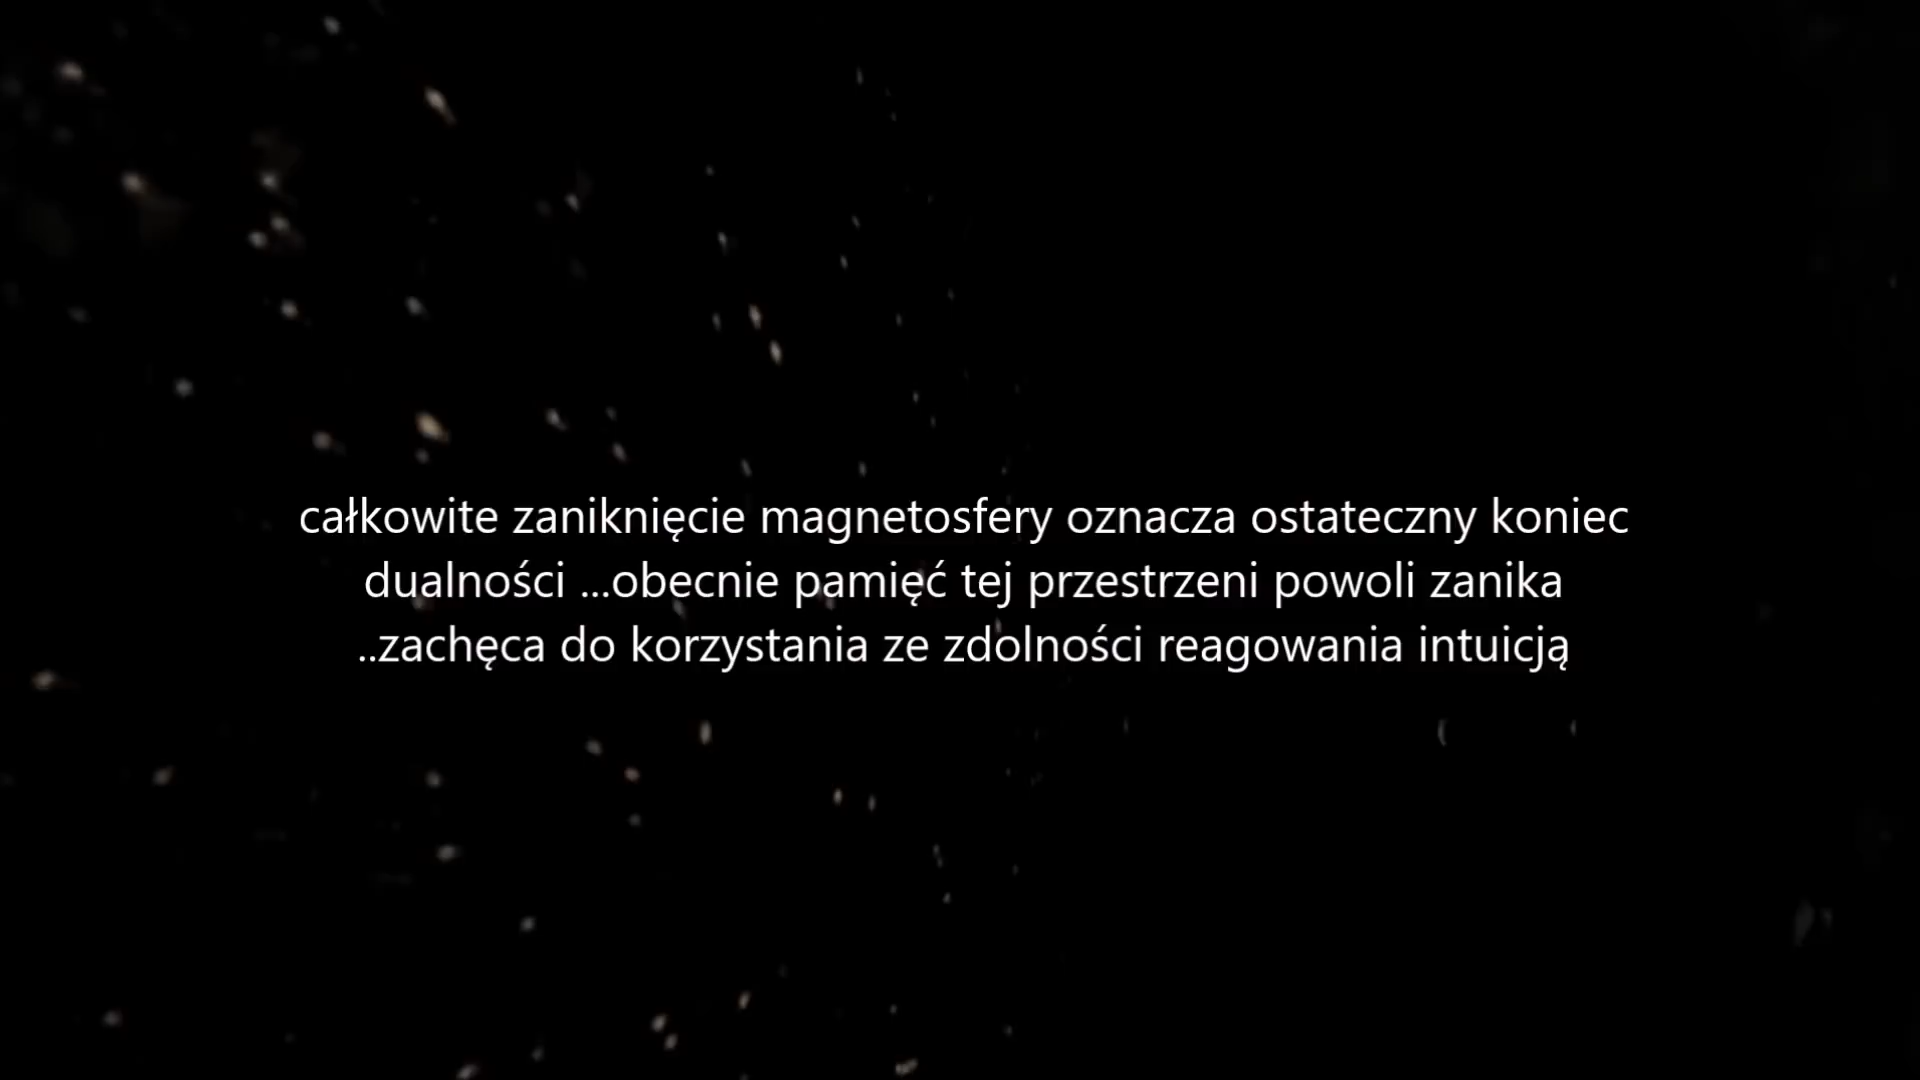 całkowite zaniknięcie magnetosfery oznacza ostateczny koniec
dualności ...obecnie pamięć tej przestrzeni powoli zanika
..zachęca do korzystania ze zdolności reagowania intuicją